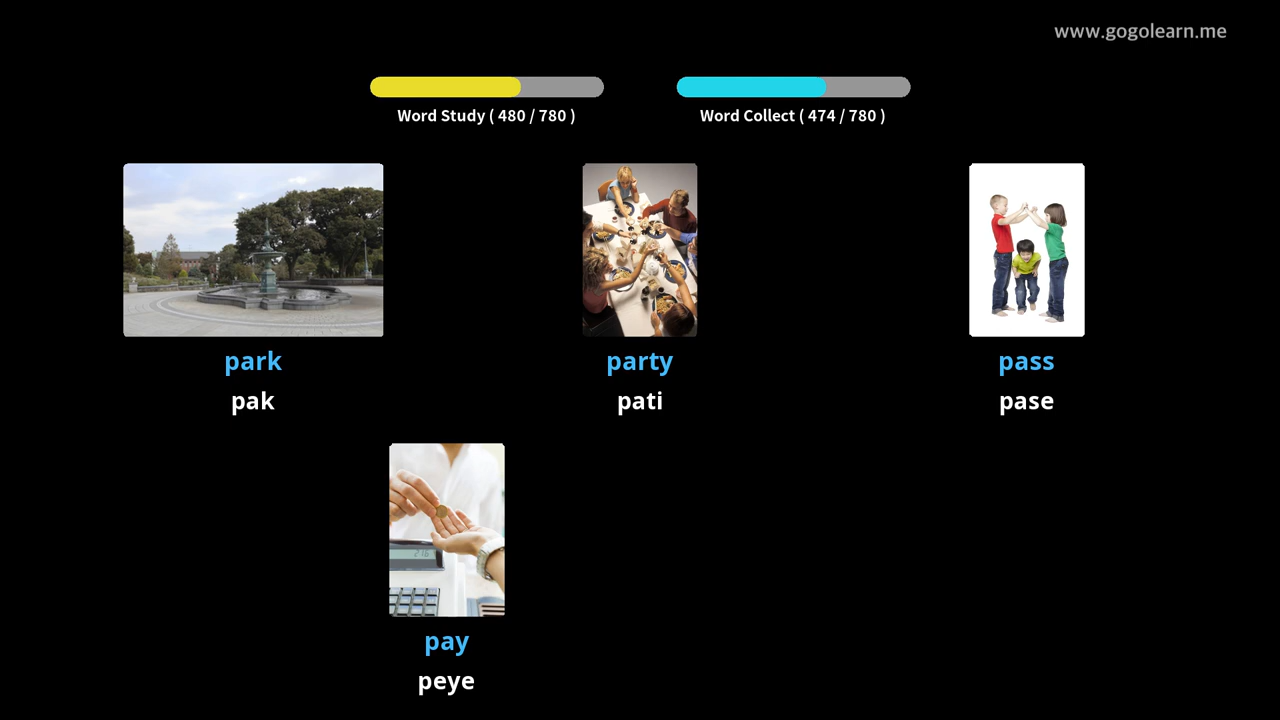 www.gogolearn.me
Word Study ( 480 / 780 )
Word Collect ( 474 / 780 )
park
pak
party
pati
pass
pase
pay
peye